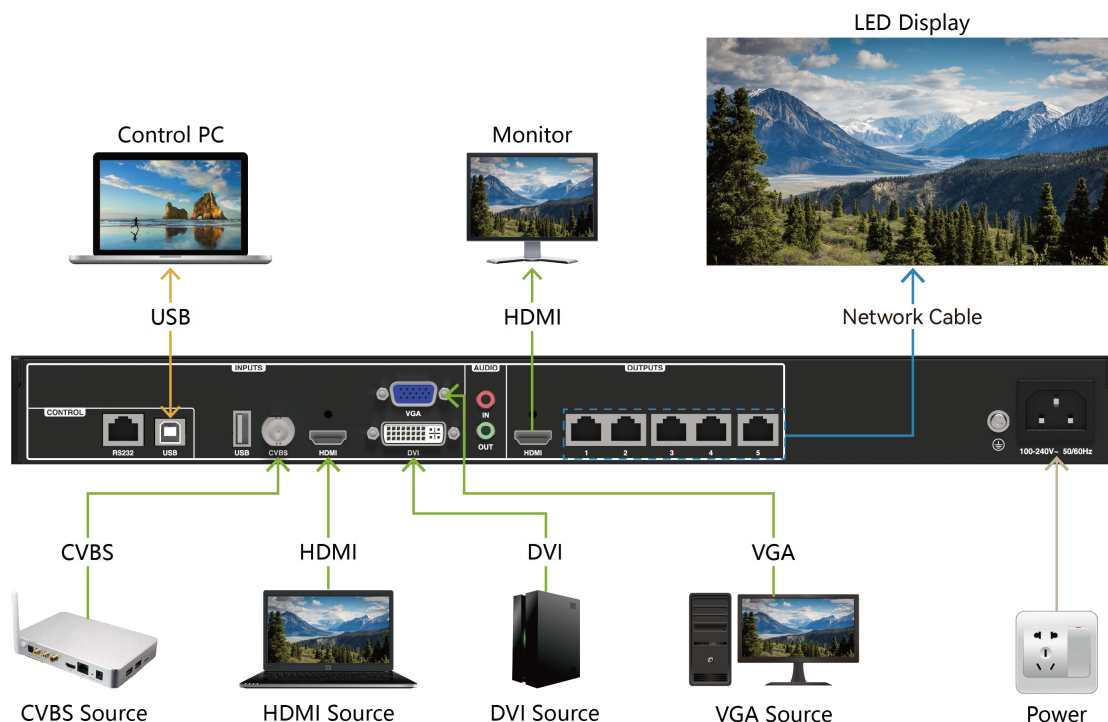 LED Display
Control PC
Monitor
USB
HDMI
Network Cable
INPUTS
AUDIO
OUTPUTS
CONTROL
VGA
IN
OUT
RS232
USB
USB
CVBS
HDMI
DVI
HDMI
1
2
3
4
5
100-240V~ 50/60Hz
CVBS
HDMI
DVI
VGA
CVBS Source
HDMI Source
DVI Source
VGA Source
Power